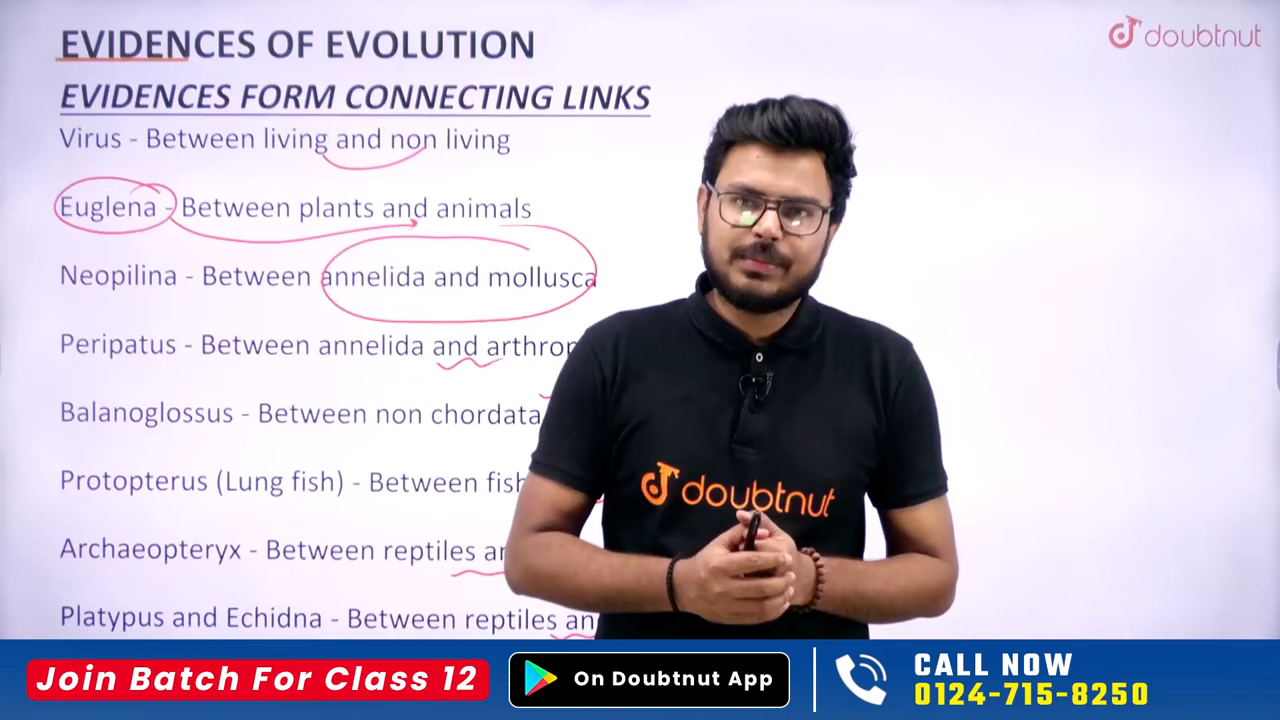 EVIDENCES OF EVOLUTION
doubtnut
EVIDENCES FORM CONNECTING LINKS
Virus - Between living and non living
Euglena - Between plants and animals
Neopilina - Between annelida and mollusca
Peripatus - Between annelida and
Balanoglossus - Between non chordata
Protopterus (Lung fish) - Between
Archaeopteryx - Between reptiles
Platypus and Echidna - Between reptiles
doubtnut
Join Batch For Class 12
On Doubtnut App
CALL NOW
0124-715-8250